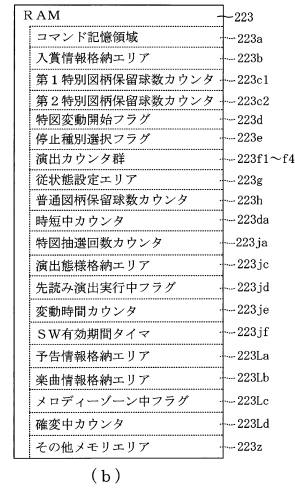 RAM 223
コマンド記憶領域 223a
入賞情報格納エリア 223b
第1特別図柄保留球数カウンタ 223c1
第2特別図柄保留球数カウンタ 223c2
特図変動開始フラグ 223d
停止種別選択フラグ 223e
演出カウンタ群 223f1～f4
従状態設定エリア 223g
普通図柄保留球数カウンタ 223h
時短中カウンタ 223da
特図抽選回数カウンタ 223ja
演出態様格納エリア 223jc
先読み演出実行中フラグ 223jd
変動時間カウンタ 223je
SW有効期間タイマ 223jf
予告情報格納エリア 223La
楽曲情報格納エリア 223Lb
メロディーゾーン中フラグ 223Lc
確変中カウンタ 223Ld
その他メモリエリア 223z
(b)